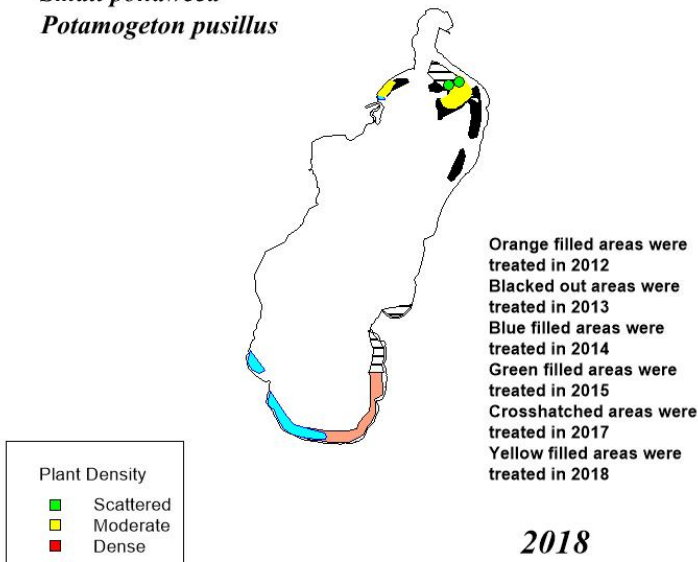 Small pondweed
Potamogeton pusillus
Orange filled areas were
treated in 2012
Blacked out areas were
treated in 2013
Blue filled areas were
treated in 2014
Green filled areas were
treated in 2015
Crosshatched areas were
treated in 2017
Yellow filled areas were
treated in 2018
Plant Density
Scattered
Moderate
Dense
2018